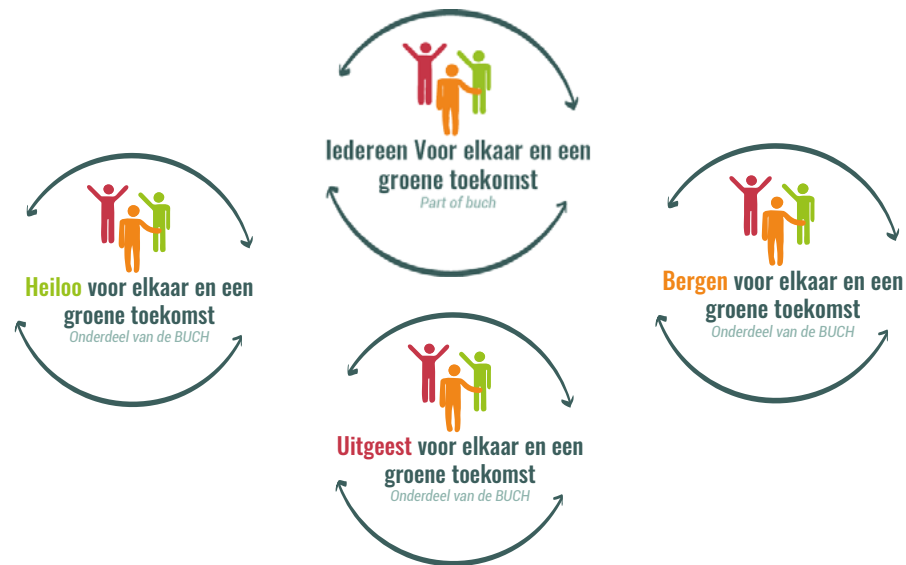 Iedereen Voor elkaar en een
groene toekomst
Part of buch
Heiloo voor elkaar en een
groene toekomst
Onderdeel van de BUCH
Bergen voor elkaar en een
groene toekomst
Onderdeel van de BUCH
Uitgeest voor elkaar en een
groene toekomst
Onderdeel van de BUCH